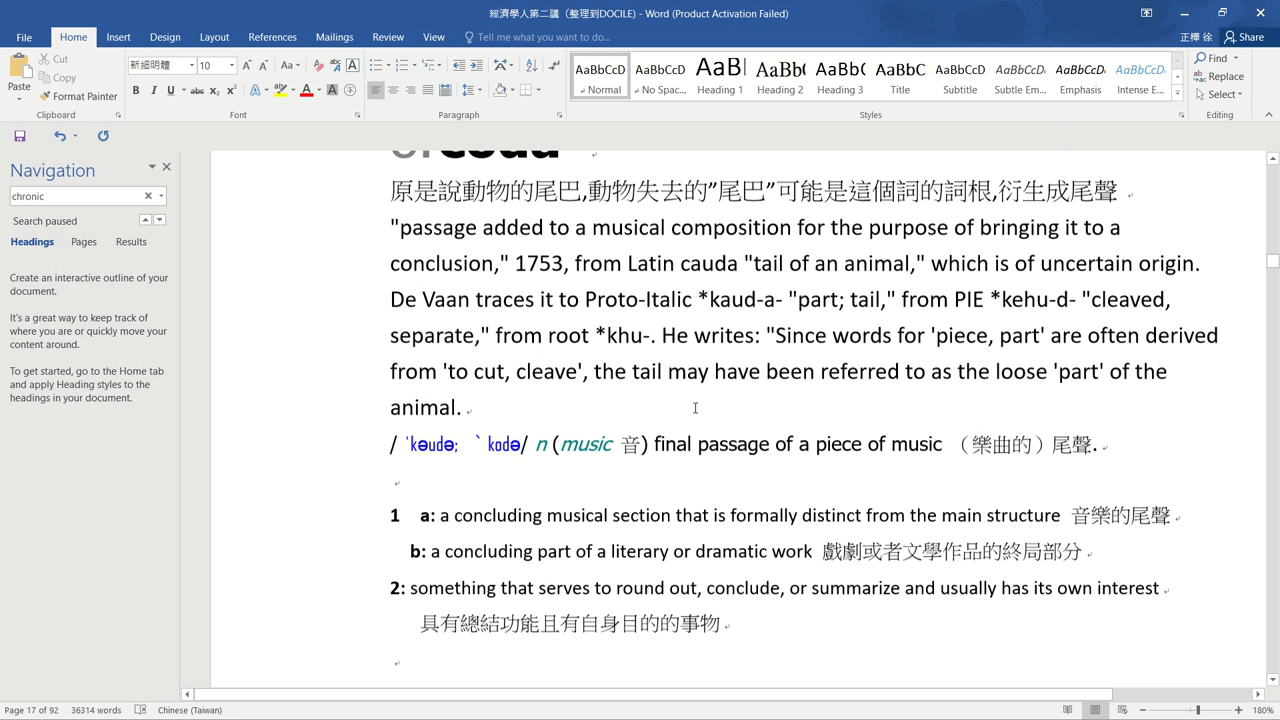 經濟學人第二講（整理到DOCILE) - Word (Product Activation Failed)
File Home Insert Design Layout References Mailings Review View Tell me what you want to do... 正樺 徐 Share
Cut
Copy
Format Painter
Paste
Clipboard
新細明體 10
Font
Paragraph
AaBbCcD AaBbCcD AaBl AaBb( AaBbC( AaBbC AaBbCcD AaBbCcD AaBbCcD AaBbCcD
Normal No Spac... Heading 1 Heading 2 Heading 3 Title Subtitle Subtle Em... Emphasis Intense E...
Styles
Find
Replace
Select
Editing
Navigation
chronic
Search paused
Headings Pages Results
Create an interactive outline of your
document.
It's a great way to keep track of
where you are or quickly move your
content around.
To get started, go to the Home tab
and apply Heading styles to the
headings in your document.
原是說動物的尾巴,動物失去的”尾巴”可能是這個詞的詞根,衍生成尾聲
"passage added to a musical composition for the purpose of bringing it to a
conclusion," 1753, from Latin cauda "tail of an animal," which is of uncertain origin.
De Vaan traces it to Proto-Italic *kaud-a- "part; tail," from PIE *kehu-d- "cleaved,
separate," from root *khu-. He writes: "Since words for 'piece, part' are often derived
from 'to cut, cleave', the tail may have been referred to as the loose 'part' of the
animal.
/ ˈkəudə; ˋkodə/ n (music 音) final passage of a piece of music （樂曲的）尾聲.
1 a: a concluding musical section that is formally distinct from the main structure 音樂的尾聲
b: a concluding part of a literary or dramatic work 戲劇或者文學作品的終局部分
2: something that serves to round out, conclude, or summarize and usually has its own interest
具有總結功能且有自身目的的事物
Page 17 of 92 36314 words Chinese (Taiwan) 180%